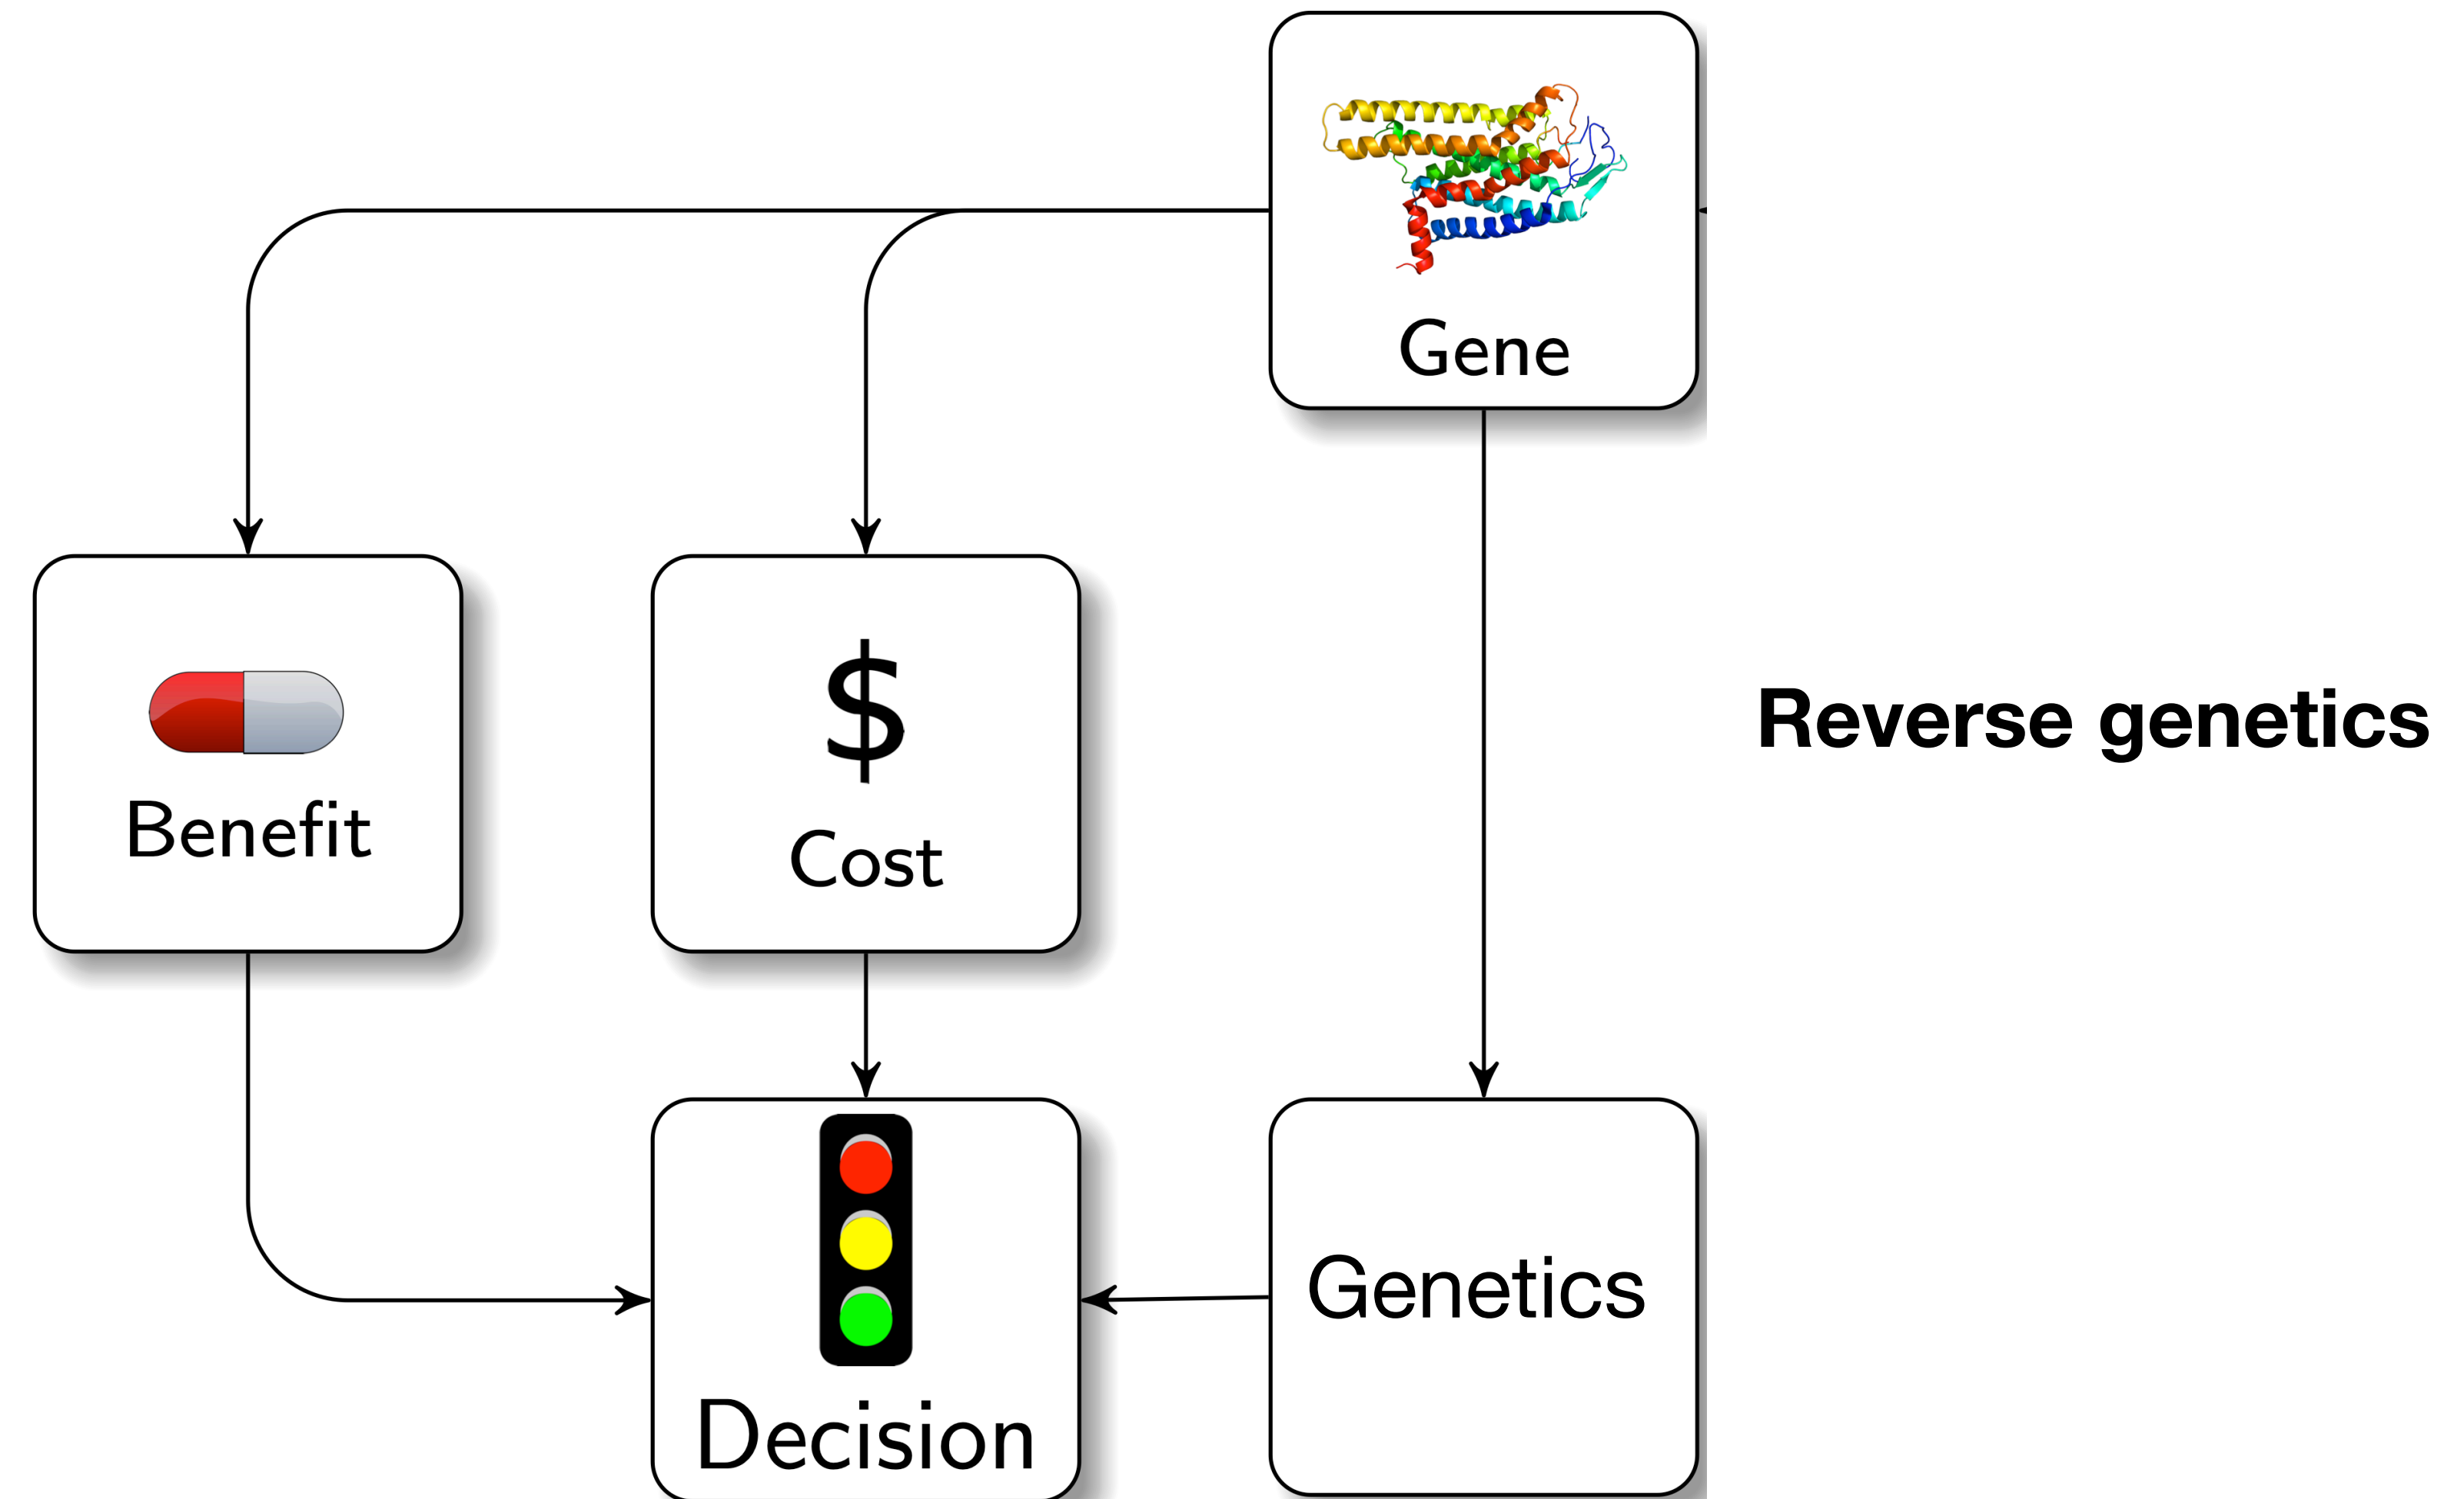 Gene
Benefit
$
Cost
Reverse genetics
Decision
Genetics